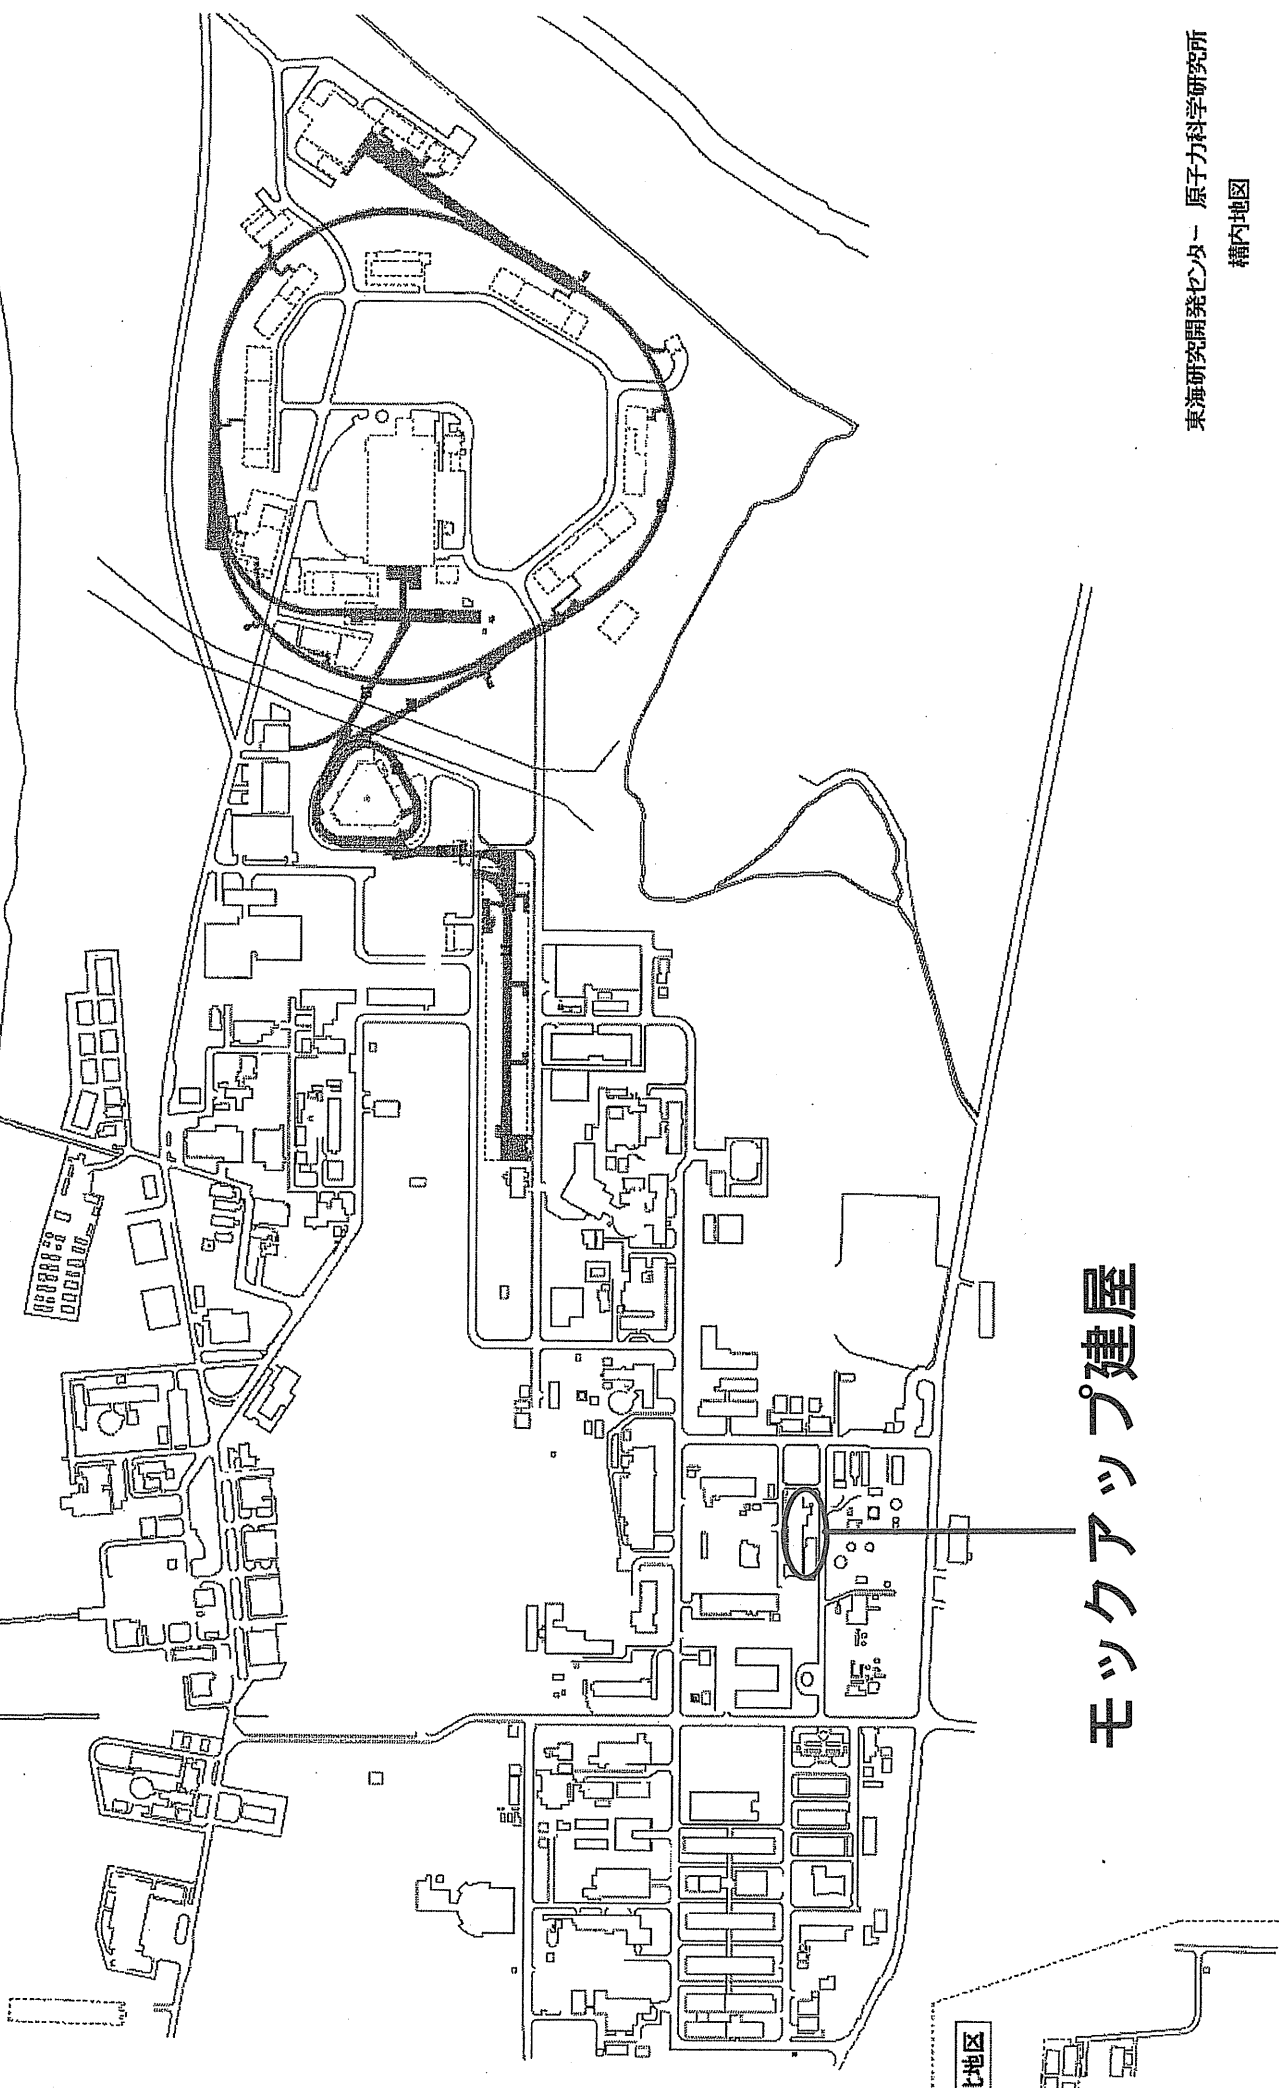 東海研究開発センター 原子力科学研究所
構内地図
モックアップ建屋
地区